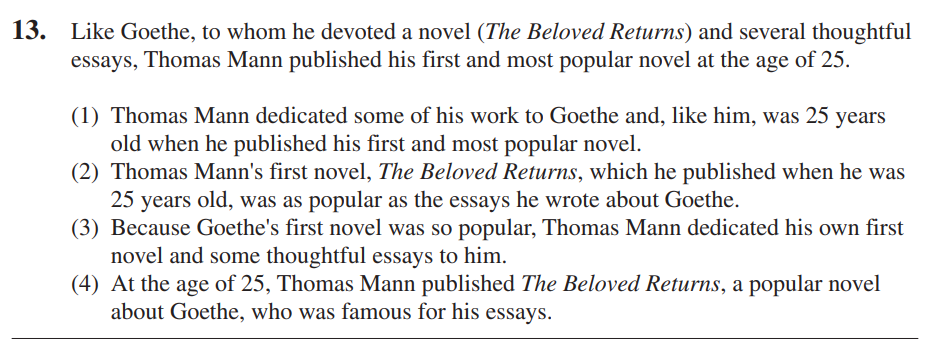 13. Like Goethe, to whom he devoted a novel (The Beloved Returns) and several thoughtful
essays, Thomas Mann published his first and most popular novel at the age of 25.
(1) Thomas Mann dedicated some of his work to Goethe and, like him, was 25 years
old when he published his first and most popular novel.
(2) Thomas Mann's first novel, The Beloved Returns, which he published when he was
25 years old, was as popular as the essays he wrote about Goethe.
(3) Because Goethe's first novel was so popular, Thomas Mann dedicated his own first
novel and some thoughtful essays to him.
(4) At the age of 25, Thomas Mann published The Beloved Returns, a popular novel
about Goethe, who was famous for his essays.